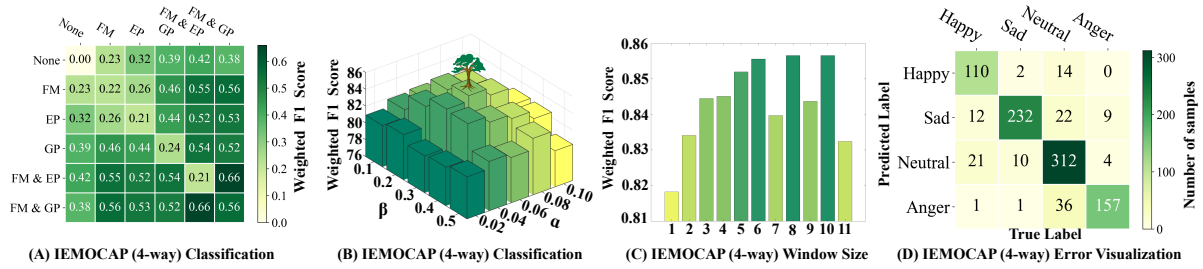 None FM EP FM & GP FM & EP FM & GP
None 0.00 0.23 0.32 0.39 0.42 0.38
FM 0.23 0.22 0.26 0.46 0.55 0.56
EP 0.32 0.26 0.21 0.44 0.52 0.53
GP 0.39 0.46 0.44 0.24 0.54 0.52
FM & EP 0.42 0.55 0.52 0.54 0.21 0.66
FM & GP 0.38 0.56 0.53 0.52 0.66 0.56
0.6
0.5
0.4
0.3
0.2
0.1
0.0
Weighted F1 Score
(A) IEMOCAP (4-way) Classification
Weighted F1 Score
86
84
82
80
78
76
0.1
0.2
0.3
0.4
0.5
β
0.02
0.04
0.06
0.08
0.10
α
(B) IEMOCAP (4-way) Classification
Weighted F1 Score
0.86
0.85
0.84
0.83
0.82
0.81
1 2 3 4 5 6 7 8 9 10 11
(C) IEMOCAP (4-way) Window Size
Happy Sad Neutral Anger
Predicted Label
Happy 110 2 14 0
Sad 12 232 22 9
Neutral 21 10 312 4
Anger 1 1 36 157
True Label
300
200
100
0
Number of samples
(D) IEMOCAP (4-way) Error Visualization